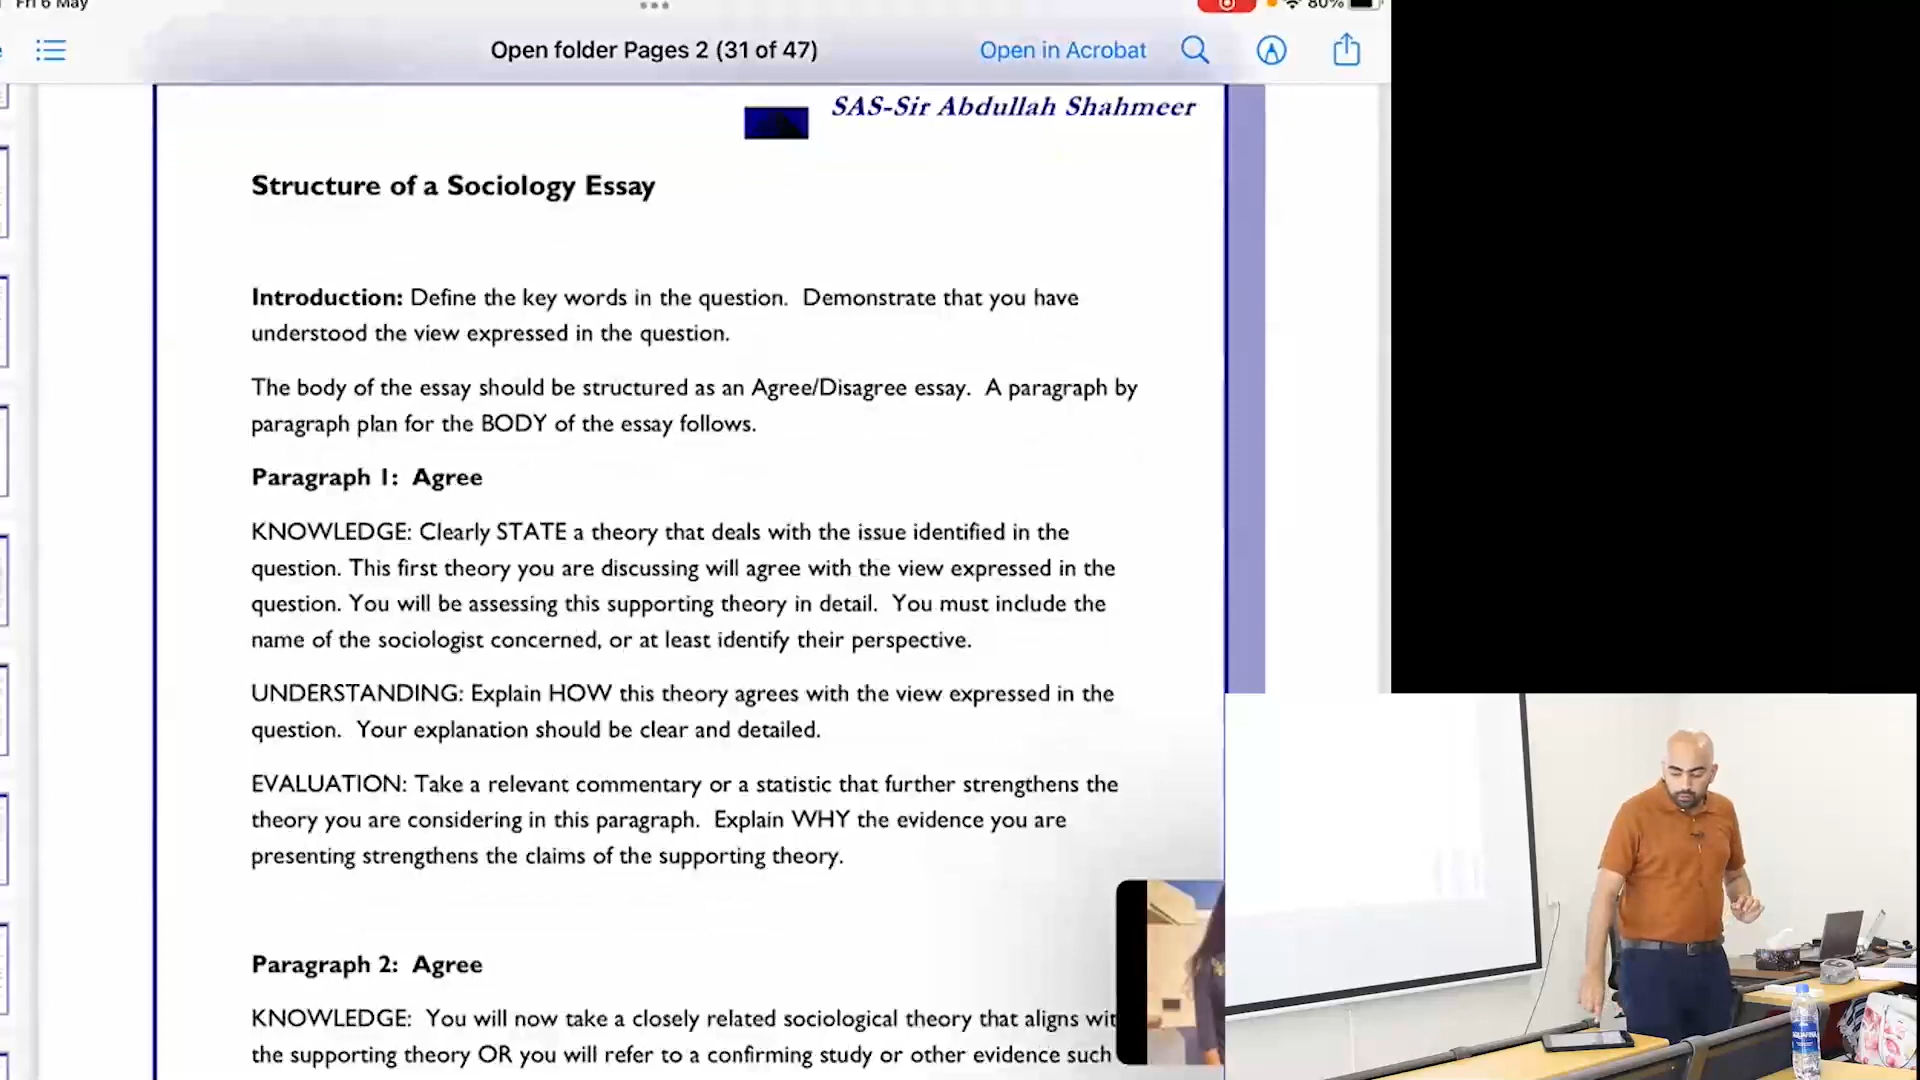 Fri 6 May
80%
Open folder Pages 2 (31 of 47)
Open in Acrobat
SAS-Sir Abdullah Shahmeer
Structure of a Sociology Essay
Introduction: Define the key words in the question. Demonstrate that you have
understood the view expressed in the question.
The body of the essay should be structured as an Agree/Disagree essay. A paragraph by
paragraph plan for the BODY of the essay follows.
Paragraph 1: Agree
KNOWLEDGE: Clearly STATE a theory that deals with the issue identified in the
question. This first theory you are discussing will agree with the view expressed in the
question. You will be assessing this supporting theory in detail. You must include the
name of the sociologist concerned, or at least identify their perspective.
UNDERSTANDING: Explain HOW this theory agrees with the view expressed in the
question. Your explanation should be clear and detailed.
EVALUATION: Take a relevant commentary or a statistic that further strengthens the
theory you are considering in this paragraph. Explain WHY the evidence you are
presenting strengthens the claims of the supporting theory.
Paragraph 2: Agree
KNOWLEDGE: You will now take a closely related sociological theory that aligns wit
the supporting theory OR you will refer to a confirming study or other evidence such